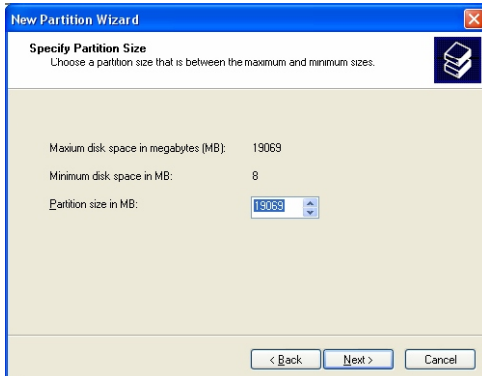 New Partition Wizard
Specify Partition Size
Choose a partition size that is between the maximum and minimum sizes.
Maxium disk space in megabytes (MB): 19069
Minimum disk space in MB: 8
Partition size in MB: 19069
< Back Next > Cancel